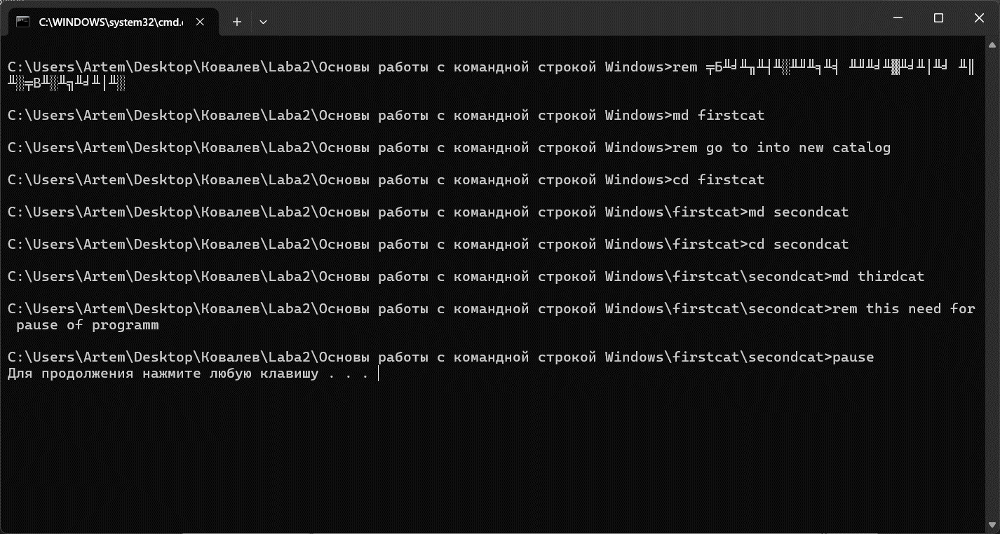 C:\WINDOWS\system32\cmd.
C:\Users\Artem\Desktop\Ковалев\Laba2\Основы работы с командной строкой Windows>rem
C:\Users\Artem\Desktop\Ковалев\Laba2\Основы работы с командной строкой Windows>md firstcat
C:\Users\Artem\Desktop\Ковалев\Laba2\Основы работы с командной строкой Windows>rem go to into new catalog
C:\Users\Artem\Desktop\Ковалев\Laba2\Основы работы с командной строкой Windows>cd firstcat
C:\Users\Artem\Desktop\Ковалев\Laba2\Основы работы с командной строкой Windows\firstcat>md secondcat
C:\Users\Artem\Desktop\Ковалев\Laba2\Основы работы с командной строкой Windows\firstcat>cd secondcat
C:\Users\Artem\Desktop\Ковалев\Laba2\Основы работы с командной строкой Windows\firstcat\secondcat>md thirdcat
C:\Users\Artem\Desktop\Ковалев\Laba2\Основы работы с командной строкой Windows\firstcat\secondcat>rem this need for
pause of programm
C:\Users\Artem\Desktop\Ковалев\Laba2\Основы работы с командной строкой Windows\firstcat\secondcat>pause
Для продолжения нажмите любую клавишу . . .